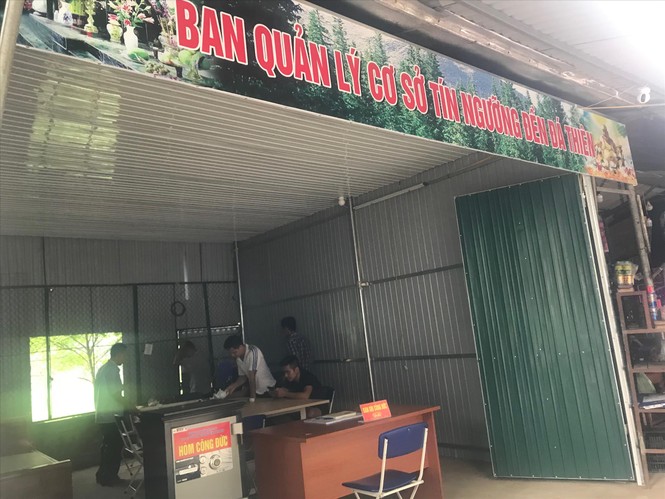 BAN QUẢN LÝ CƠ SỞ TÍN NGƯỠNG ĐỀN ĐÁ THIÊN
HÒM CÔNG ĐỨC